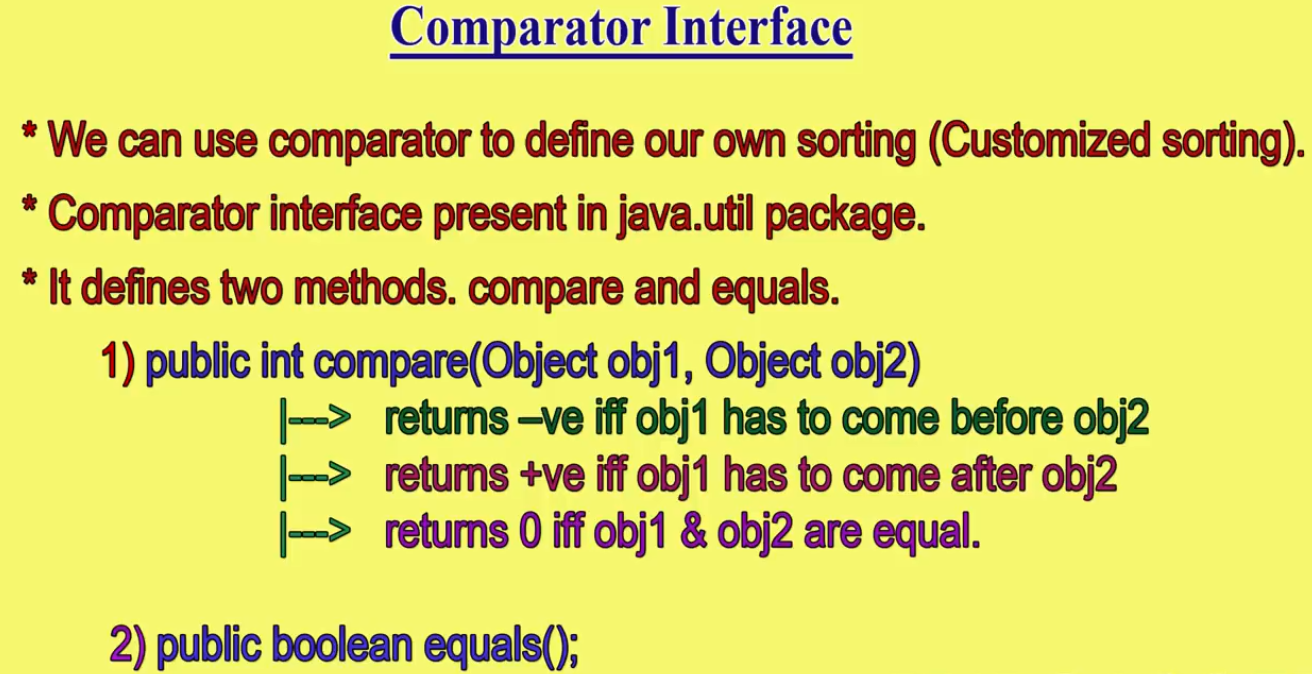 Comparator Interface
* We can use comparator to define our own sorting (Customized sorting).
* Comparator interface present in java.util package.
* It defines two methods. compare and equals.
1) public int compare(Object obj1, Object obj2)
|---> returns –ve iff obj1 has to come before obj2
|---> returns +ve iff obj1 has to come after obj2
|---> returns 0 iff obj1 & obj2 are equal.
2) public boolean equals();